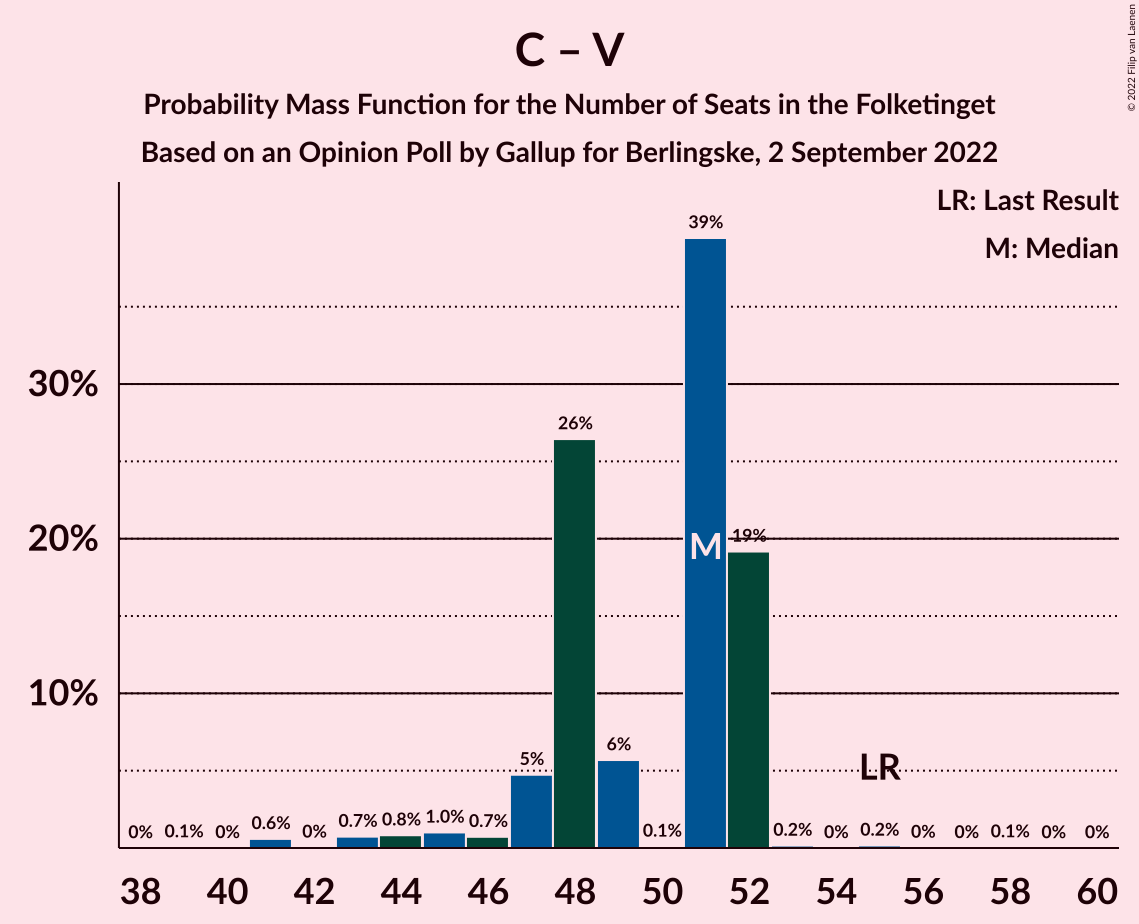 C – V
Probability Mass Function for the Number of Seats in the Folketinget
Based on an Opinion Poll by Gallup for Berlingske, 2 September 2022
© 2022 Filip van Laenen
LR: Last Result
M: Median
30%
20%
10%
0%
0.1%
0%
0.6%
0%
0.7%
0.8%
1.0%
0.7%
5%
26%
6%
0.1%
39%
M
19%
0.2%
0%
LR
0.2%
0%
0%
0.1%
0%
0%
38 40 42 44 46 48 50 52 54 56 58 60